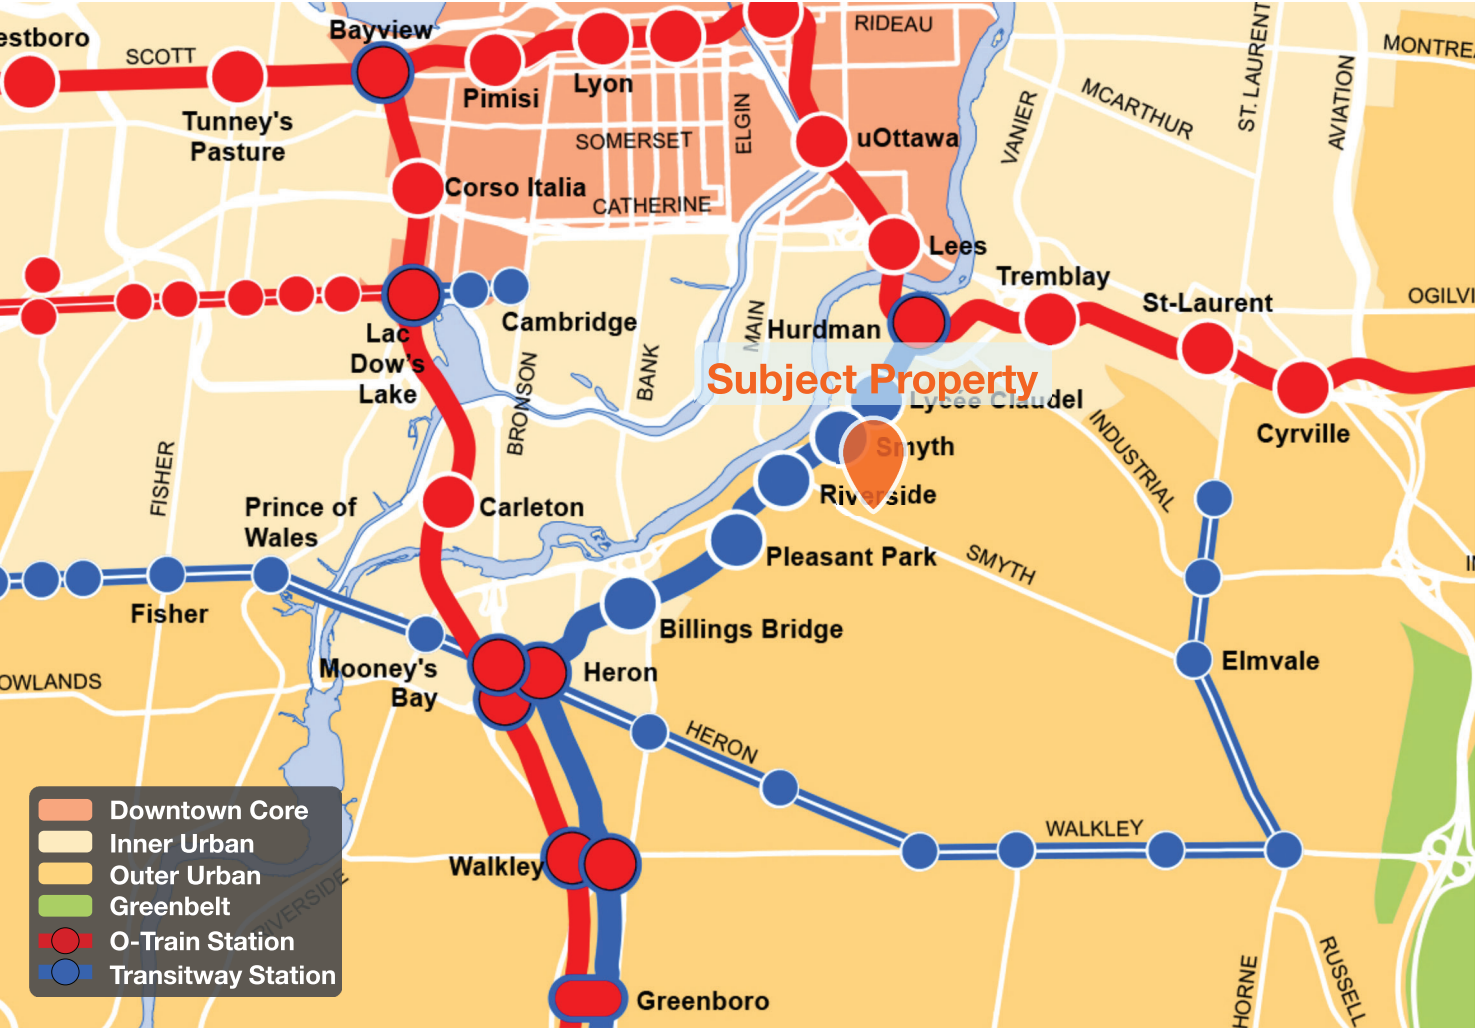 Bayview
RIDEAU
estboro
SCOTT
ST. LAURENT
MONTRE
Lyon
Pimisi
MCARTHUR
VANIER
AVIATION
Tunney's
Pasture
SOMERSET
ELGIN
uOttawa
Corso Italia
CATHERINE
Lees
Tremblay
OGILVI
St-Laurent
Cambridge
MAIN
Hurdman
Lac
Dow's
Lake
BRONSON
BANK
Subject Property
Lycée Claudel
Cyrville
INDUSTRIAL
Smyth
FISHER
Riverside
Prince of
Wales
Carleton
Pleasant Park
SMYTH
Fisher
Billings Bridge
Elmvale
Mooney's
Bay
Heron
OWLANDS
HERON
Downtown Core
Inner Urban
Outer Urban
Greenbelt
O-Train Station
Transitway Station
RIVERSIDE
WALKLEY
Walkley
HORNE
RUSSELL
Greenboro